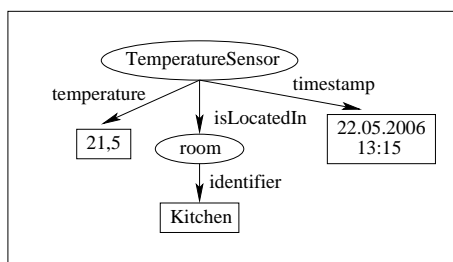 TemperatureSensor
temperature
timestamp
isLocatedIn
21,5
22.05.2006
13:15
room
identifier
Kitchen